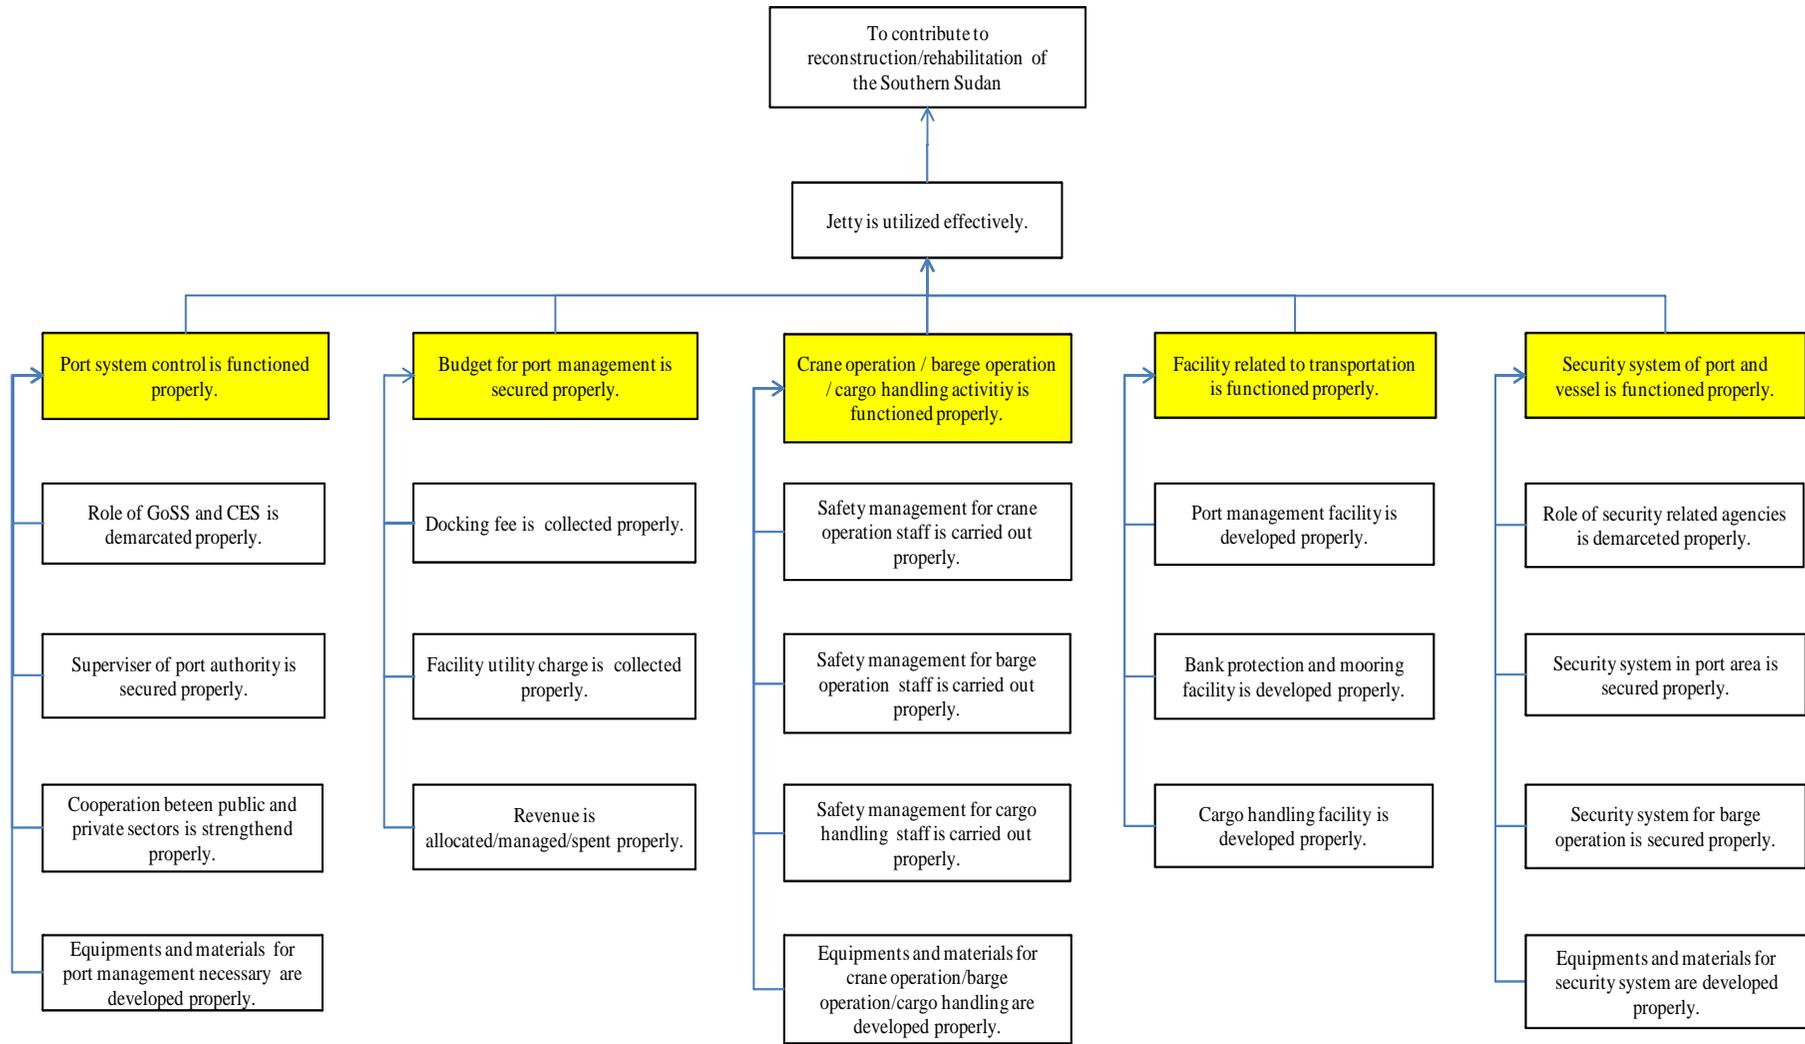 To contribute to
reconstruction/rehabilitation of
the Southern Sudan
Jetty is utilized effectively.
Port system control is functioned
properly.
Budget for port management is
secured properly.
Crane operation / barege operation
/ cargo handling activitiy is
functioned properly.
Facility related to transportation
is functioned properly.
Security system of port and
vessel is functioned properly.
Role of GoSS and CES is
demarcated properly.
Docking fee is collected properly.
Safety management for crane
operation staff is carried out
properly.
Port management facility is
developed properly.
Role of security related agencies
is demarceted properly.
Superviser of port authority is
secured properly.
Facility utility charge is collected
properly.
Safety management for barge
operation staff is carried out
properly.
Bank protection and mooring
facility is developed properly.
Security system in port area is
secured properly.
Cooperation beteen public and
private sectors is strengthend
properly.
Revenue is
allocated/managed/spent properly.
Safety management for cargo
handling staff is carried out
properly.
Cargo handling facility is
developed properly.
Security system for barge
operation is secured properly.
Equipments and materials for
port management necessary are
developed properly.
Equipments and materials for
crane operation/barge
operation/cargo handling are
developed properly.
Equipments and materials for
security system are developed
properly.